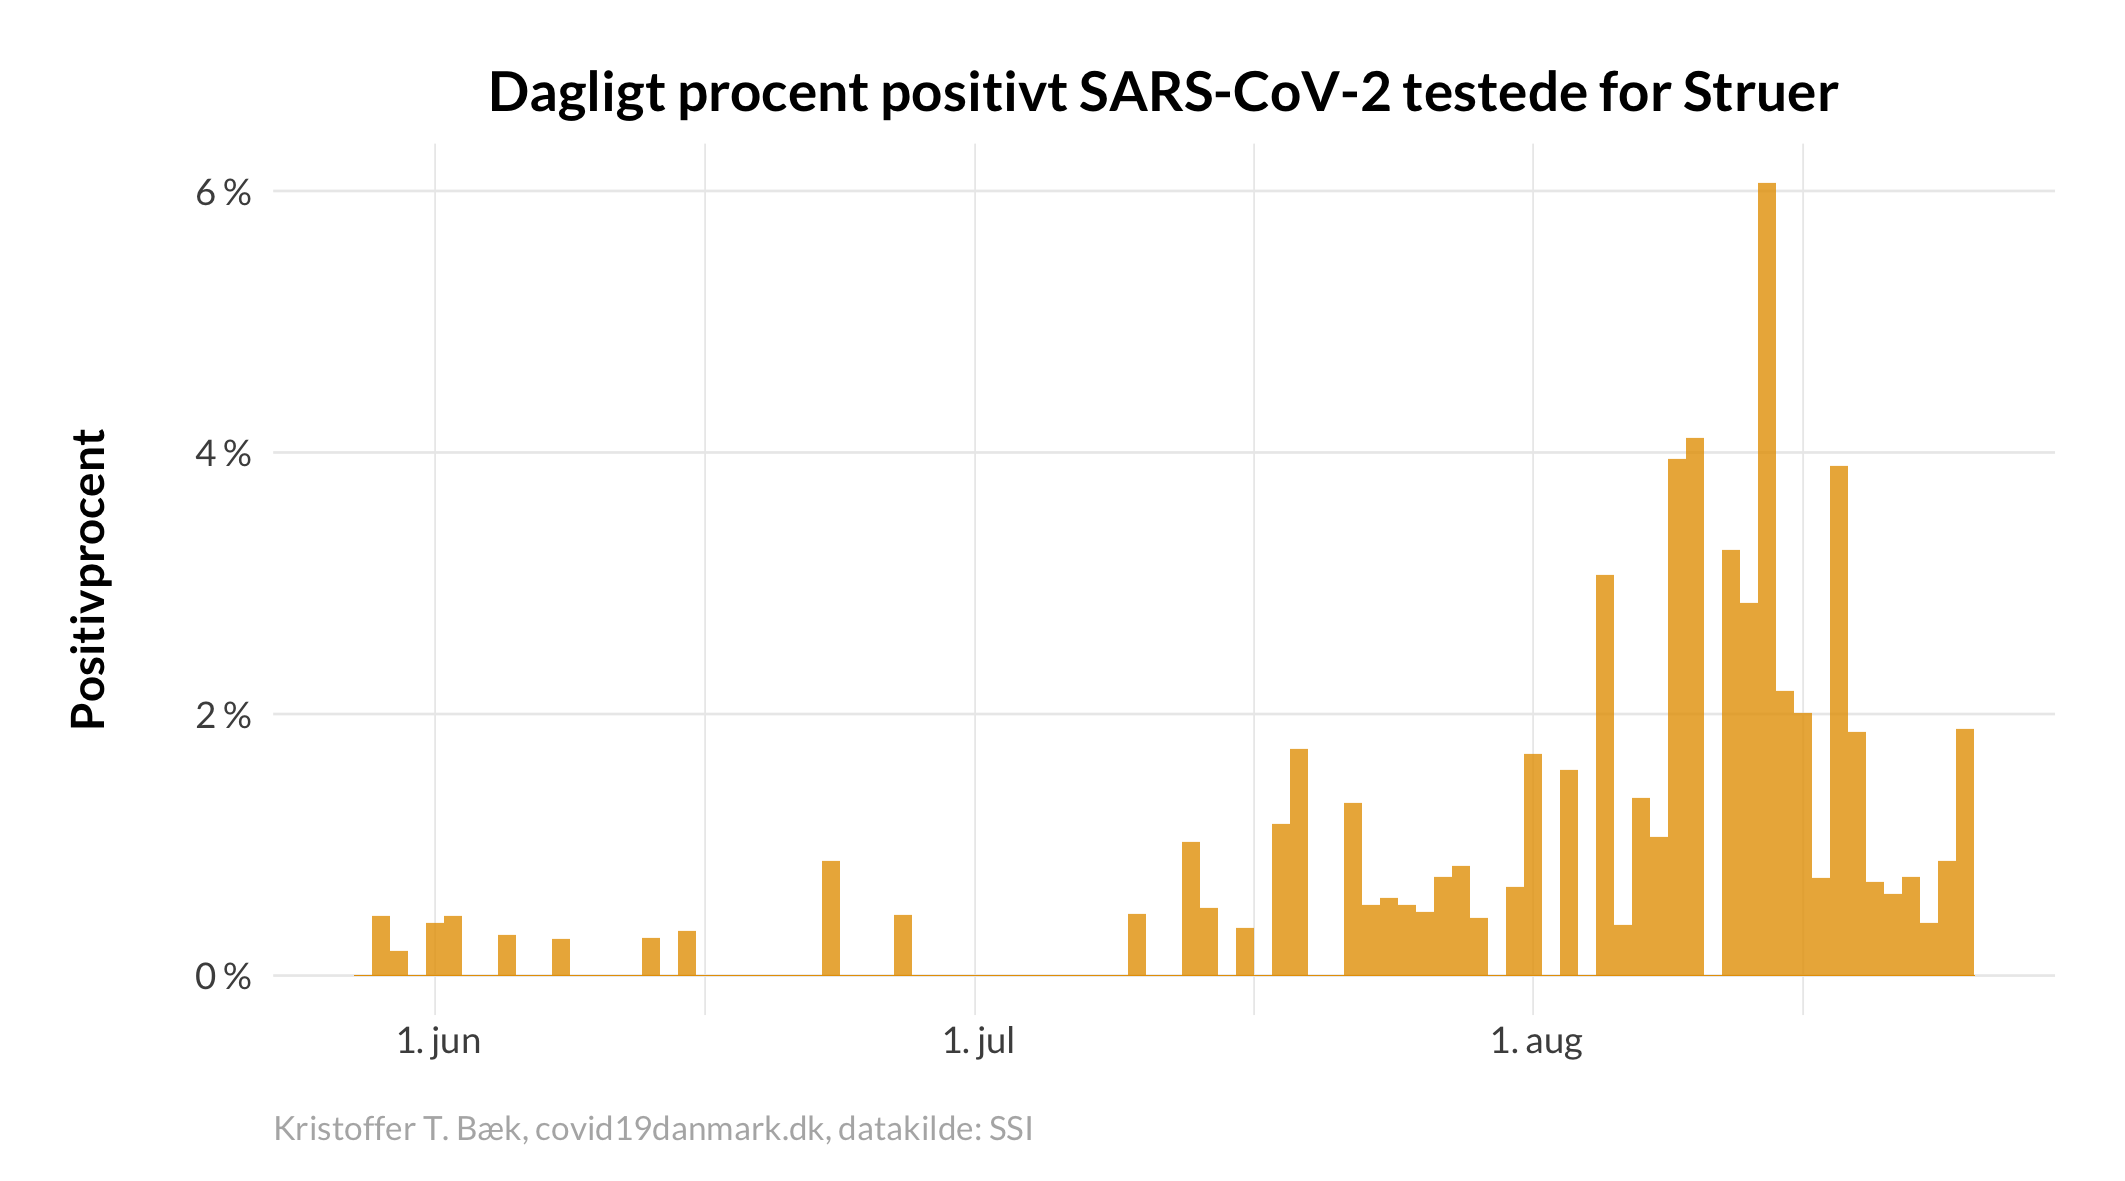 Dagligt procent positivt SARS-CoV-2 testede for Struer
Positivprocent
6 %
4 %
2 %
0 %
1. jun
1. jul
1. aug
Kristoffer T. Bæk, covid19danmark.dk, datakilde: SSI